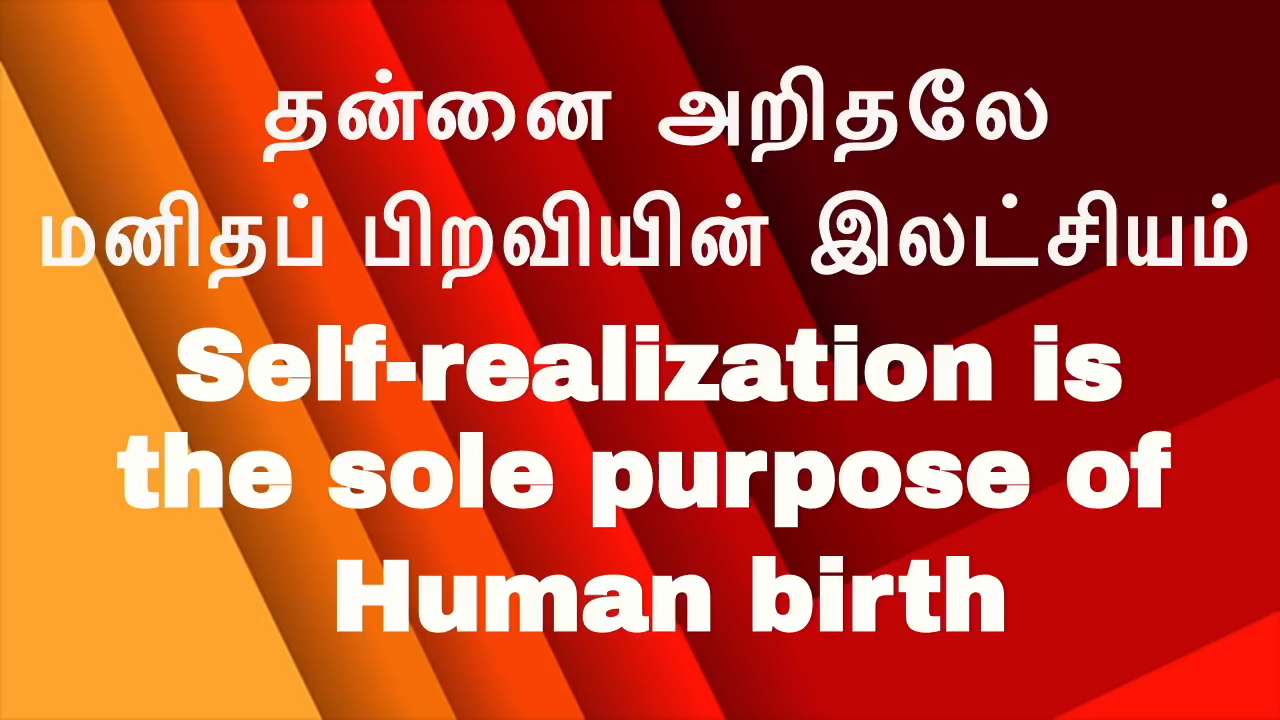 தன்னை அறிதலே
மனிதப் பிறவியின் இலட்சியம்
Self-realization is
the sole purpose of
Human birth